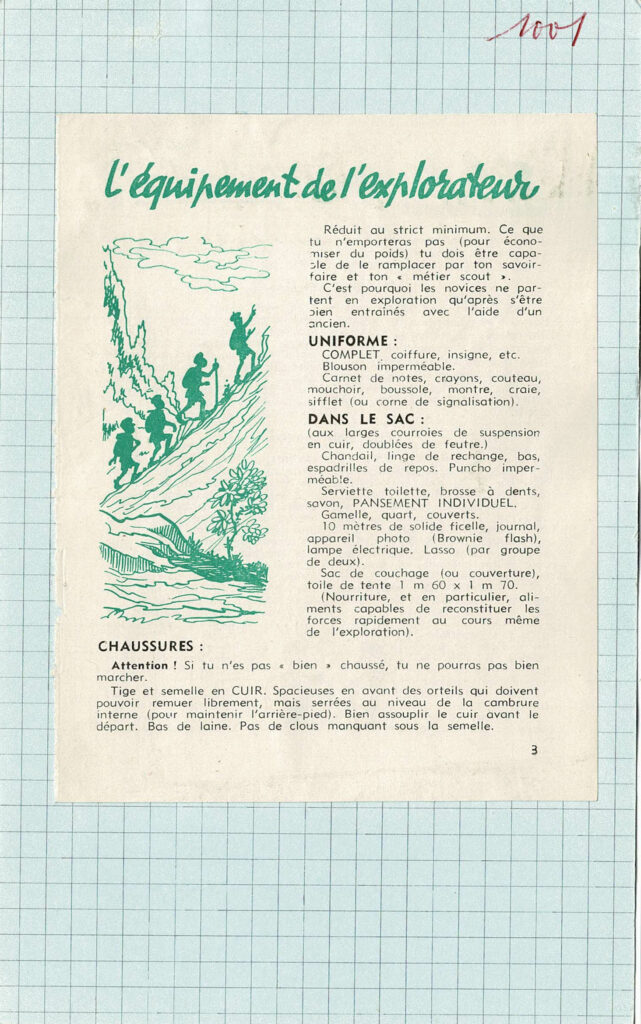 1001
L'équipement de l'explorateur
Réduit au strict minimum. Ce que
tu n'emporteras pas (pour écono-
miser du poids) tu dois être capa-
ble de le ramplacer par ton savoir-
faire et ton « métier scout ».
C'est pourquoi les novices ne par-
tent en exploration qu'après s'être
bien entraînés avec l'aide d'un
ancien.
UNIFORME :
COMPLET coiffure, insigne, etc.
Blouson imperméable.
Carnet de notes, crayons, couteau,
mouchoir, boussole, montre, craie,
sifflet (ou corne de signalisation).
DANS LE SAC :
(aux larges courroies de suspension
en cuir, doublées de feutre.)
Chandail, linge de rechange, bas,
espadrilles de repos. Puncho imper-
méable.
Serviette toilette, brosse à dents,
savon, PANSEMENT INDIVIDUEL.
Gamelle, quart, couverts.
10 mètres de solide ficelle, journal,
appareil photo (Brownie flash),
lampe électrique. Lasso (par groupe
de deux).
Sac de couchage (ou couverture),
toile de tente 1 m 60 x 1 m 70.
(Nourriture, et en particulier, ali-
ments capables de reconstituer les
forces rapidement au cours même
de l'exploration).
CHAUSSURES :
Attention ! Si tu n'es pas « bien » chaussé, tu ne pourras pas bien
marcher.
Tige et semelle en CUIR. Spacieuses en avant des orteils qui doivent
pouvoir remuer librement, mais serrées au niveau de la cambrure
interne (pour maintenir l'arrière-pied). Bien assouplir le cuir avant le
départ. Bas de laine. Pas de clous manquant sous la semelle.
3